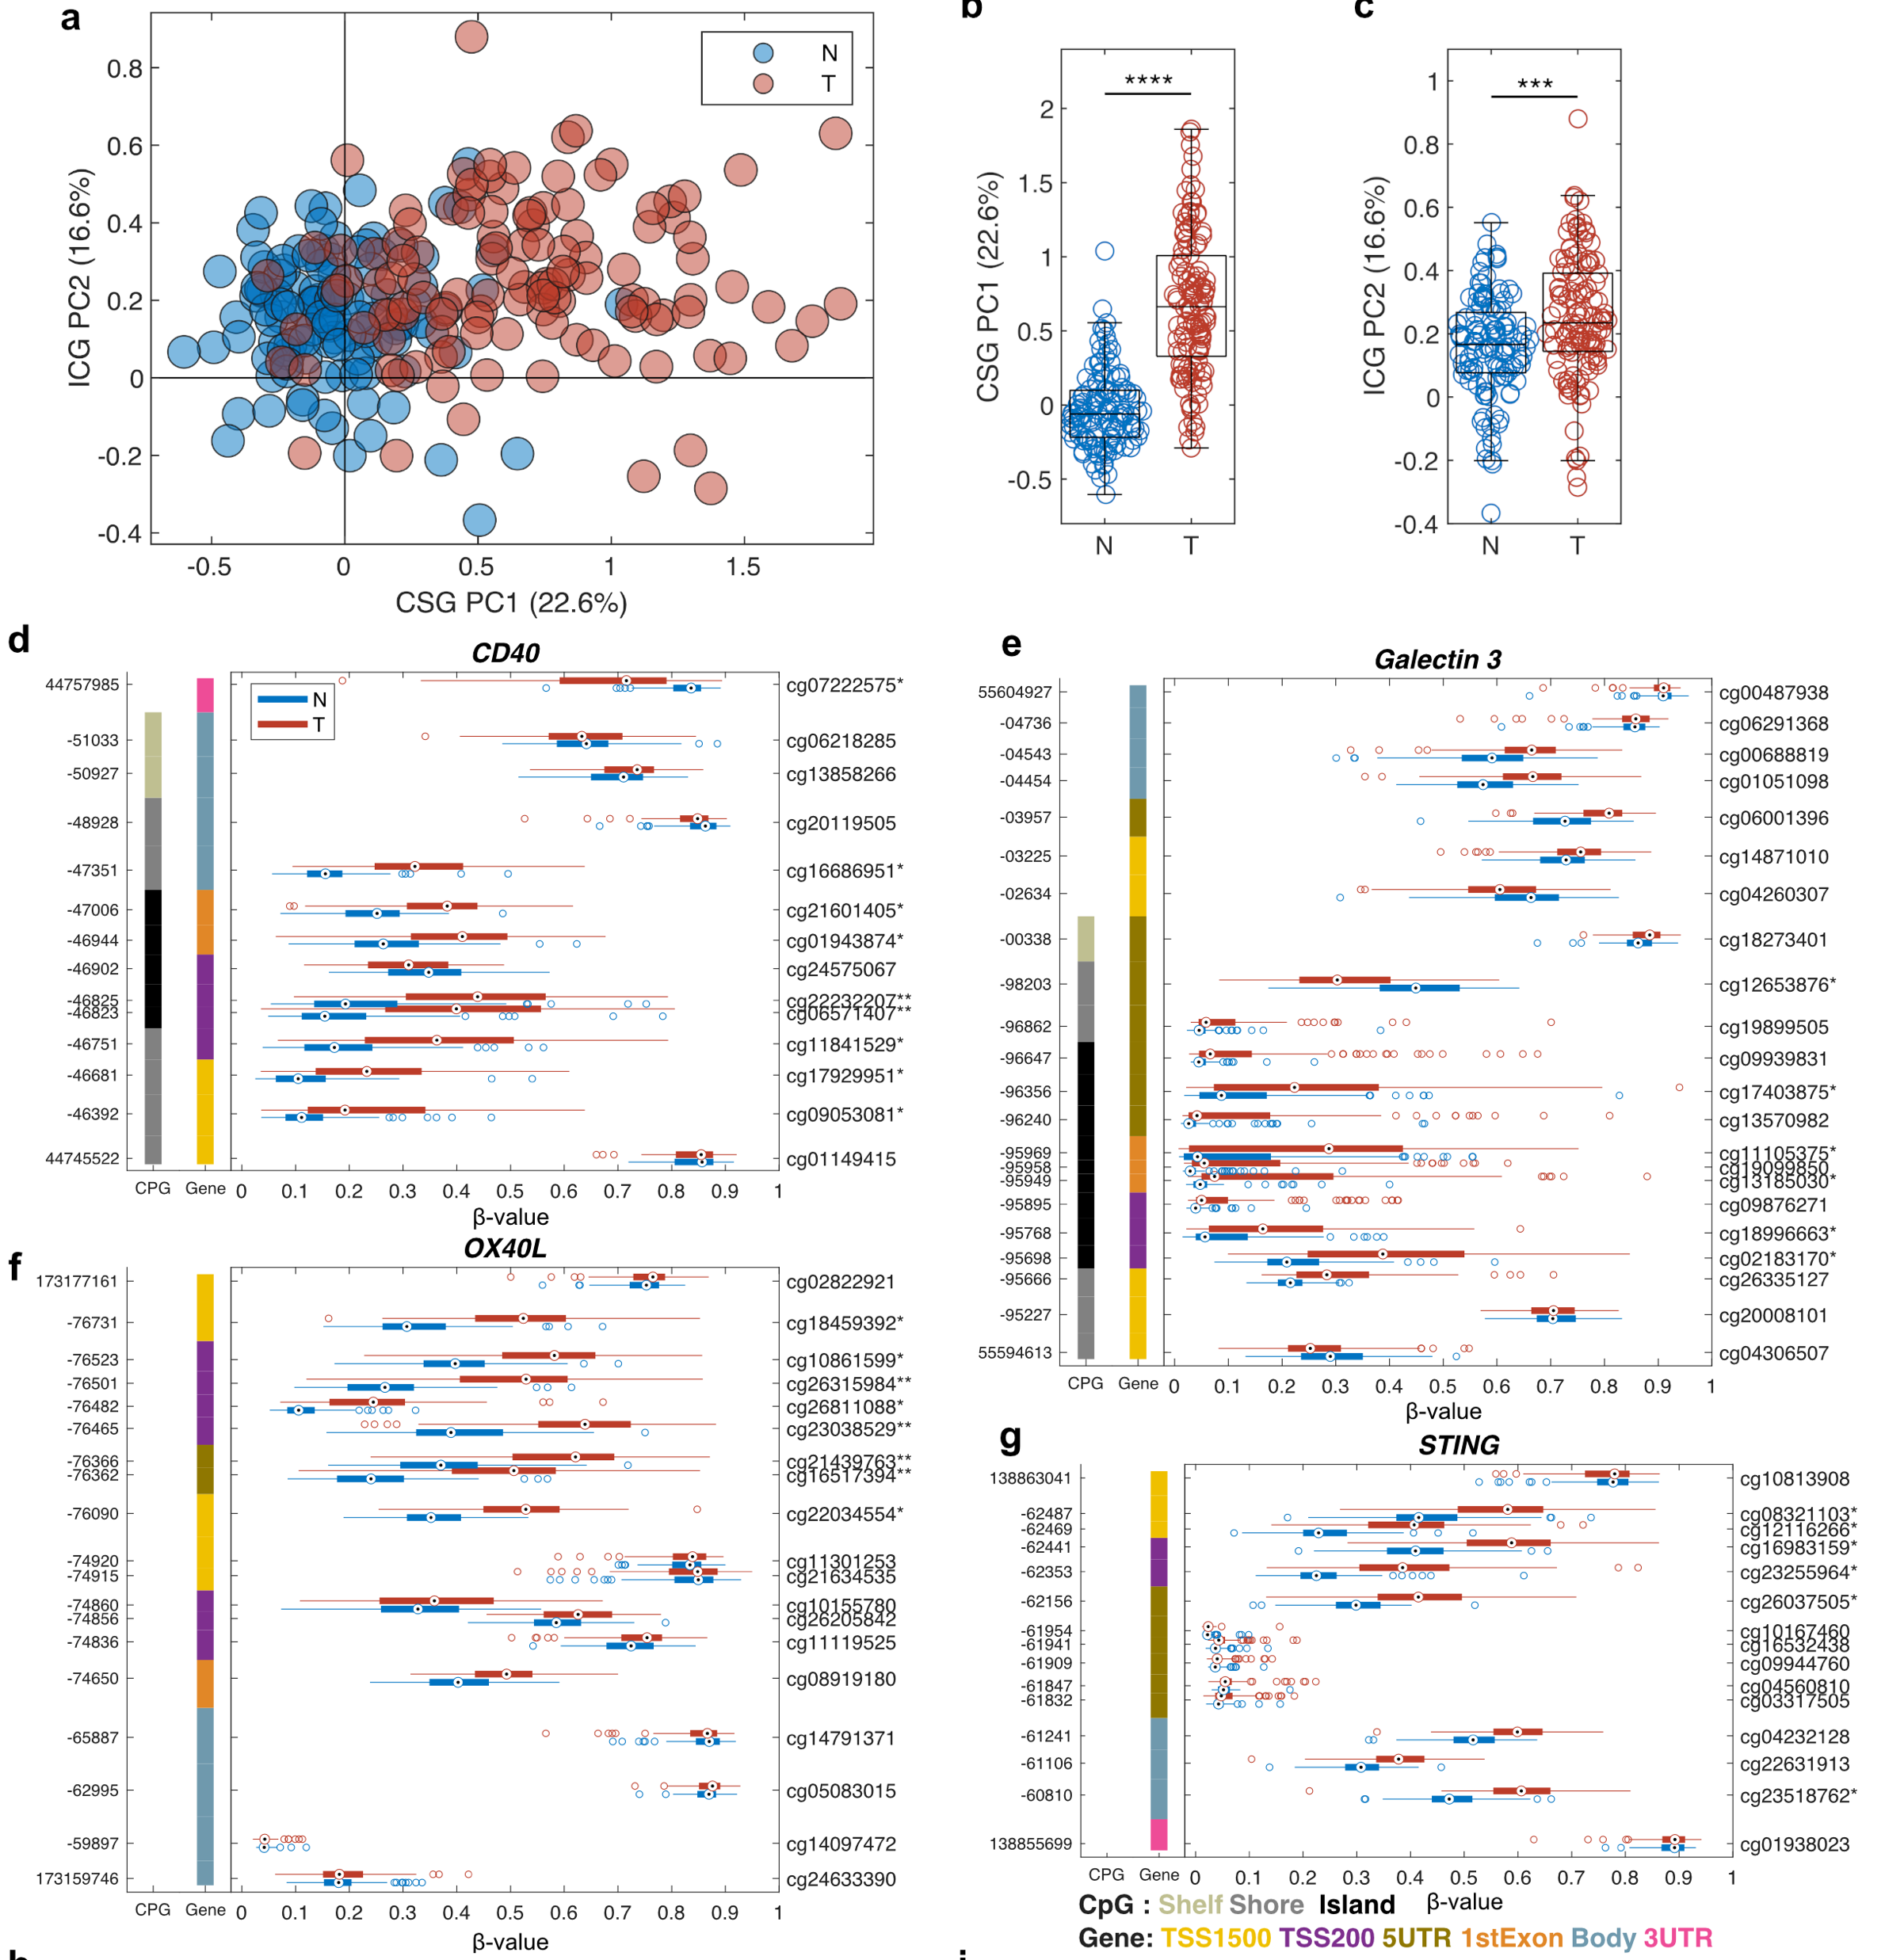 a
N
T
0.8
0.6
0.4
0.2
0
-0.2
-0.4
ICG PC2 (16.6%)
-0.5 0 0.5 1 1.5
CSG PC1 (22.6%)
b
****
2
1.5
1
0.5
0
-0.5
CSG PC1 (22.6%)
N T
c
***
1
0.8
0.6
0.4
0.2
0
-0.2
-0.4
ICG PC2 (16.6%)
N T
d
CD40
N
T
44757985 cg07222575*
-51033 cg06218285
-50927 cg13858266
-48928 cg20119505
-47351 cg16686951*
-47006 cg21601405*
-46944 cg01943874*
-46902 cg24575067
-46825 cg22232207**
-46823 cg06571407**
-46751 cg11841529*
-46681 cg17929951*
-46392 cg09053081*
44745522 cg01149415
CPG Gene 0 0.1 0.2 0.3 0.4 0.5 0.6 0.7 0.8 0.9 1
β-value
e
Galectin 3
55604927 cg00487938
-04736 cg06291368
-04543 cg00688819
-04454 cg01051098
-03957 cg06001396
-03225 cg14871010
-02634 cg04260307
-00338 cg18273401
-98203 cg12653876*
-96862 cg19899505
-96647 cg09939831
-96356 cg17403875*
-96240 cg13570982
-95969 cg11105375*
-95958 cg19099850
-95949 cg13185030*
-95895 cg09876271
-95768 cg18996663*
-95698 cg02183170*
-95666 cg26335127
-95227 cg20008101
55594613 cg04306507
CPG Gene 0 0.1 0.2 0.3 0.4 0.5 0.6 0.7 0.8 0.9 1
β-value
f
OX40L
173177161 cg02822921
-76731 cg18459392*
-76523 cg10861599*
-76501 cg26315984**
-76482 cg26811088*
-76465 cg23038529**
-76366 cg21439763**
-76362 cg16517394**
-76090 cg22034554*
-74920 cg11301253
-74915 cg21634535
-74860 cg10155780
-74856 cg26205842
-74836 cg11119525
-74650 cg08919180
-65887 cg14791371
-62995 cg05083015
-59897 cg14097472
173159746 cg24633390
CPG Gene 0 0.1 0.2 0.3 0.4 0.5 0.6 0.7 0.8 0.9 1
β-value
g
STING
138863041 cg10813908
-62487 cg08321103*
-62469 cg12116266*
-62441 cg16983159*
-62353 cg23255964*
-62156 cg26037505*
-61954 cg10167460
-61941 cg16532438
-61909 cg09944760
-61847 cg04560810
-61832 cg03317505
-61241 cg04232128
-61106 cg22631913
-60810 cg23518762*
138855699 cg01938023
CPG Gene 0 0.1 0.2 0.3 0.4 0.5 0.6 0.7 0.8 0.9 1
β-value
CpG : Shelf Shore Island
Gene: TSS1500 TSS200 5UTR 1stExon Body 3UTR